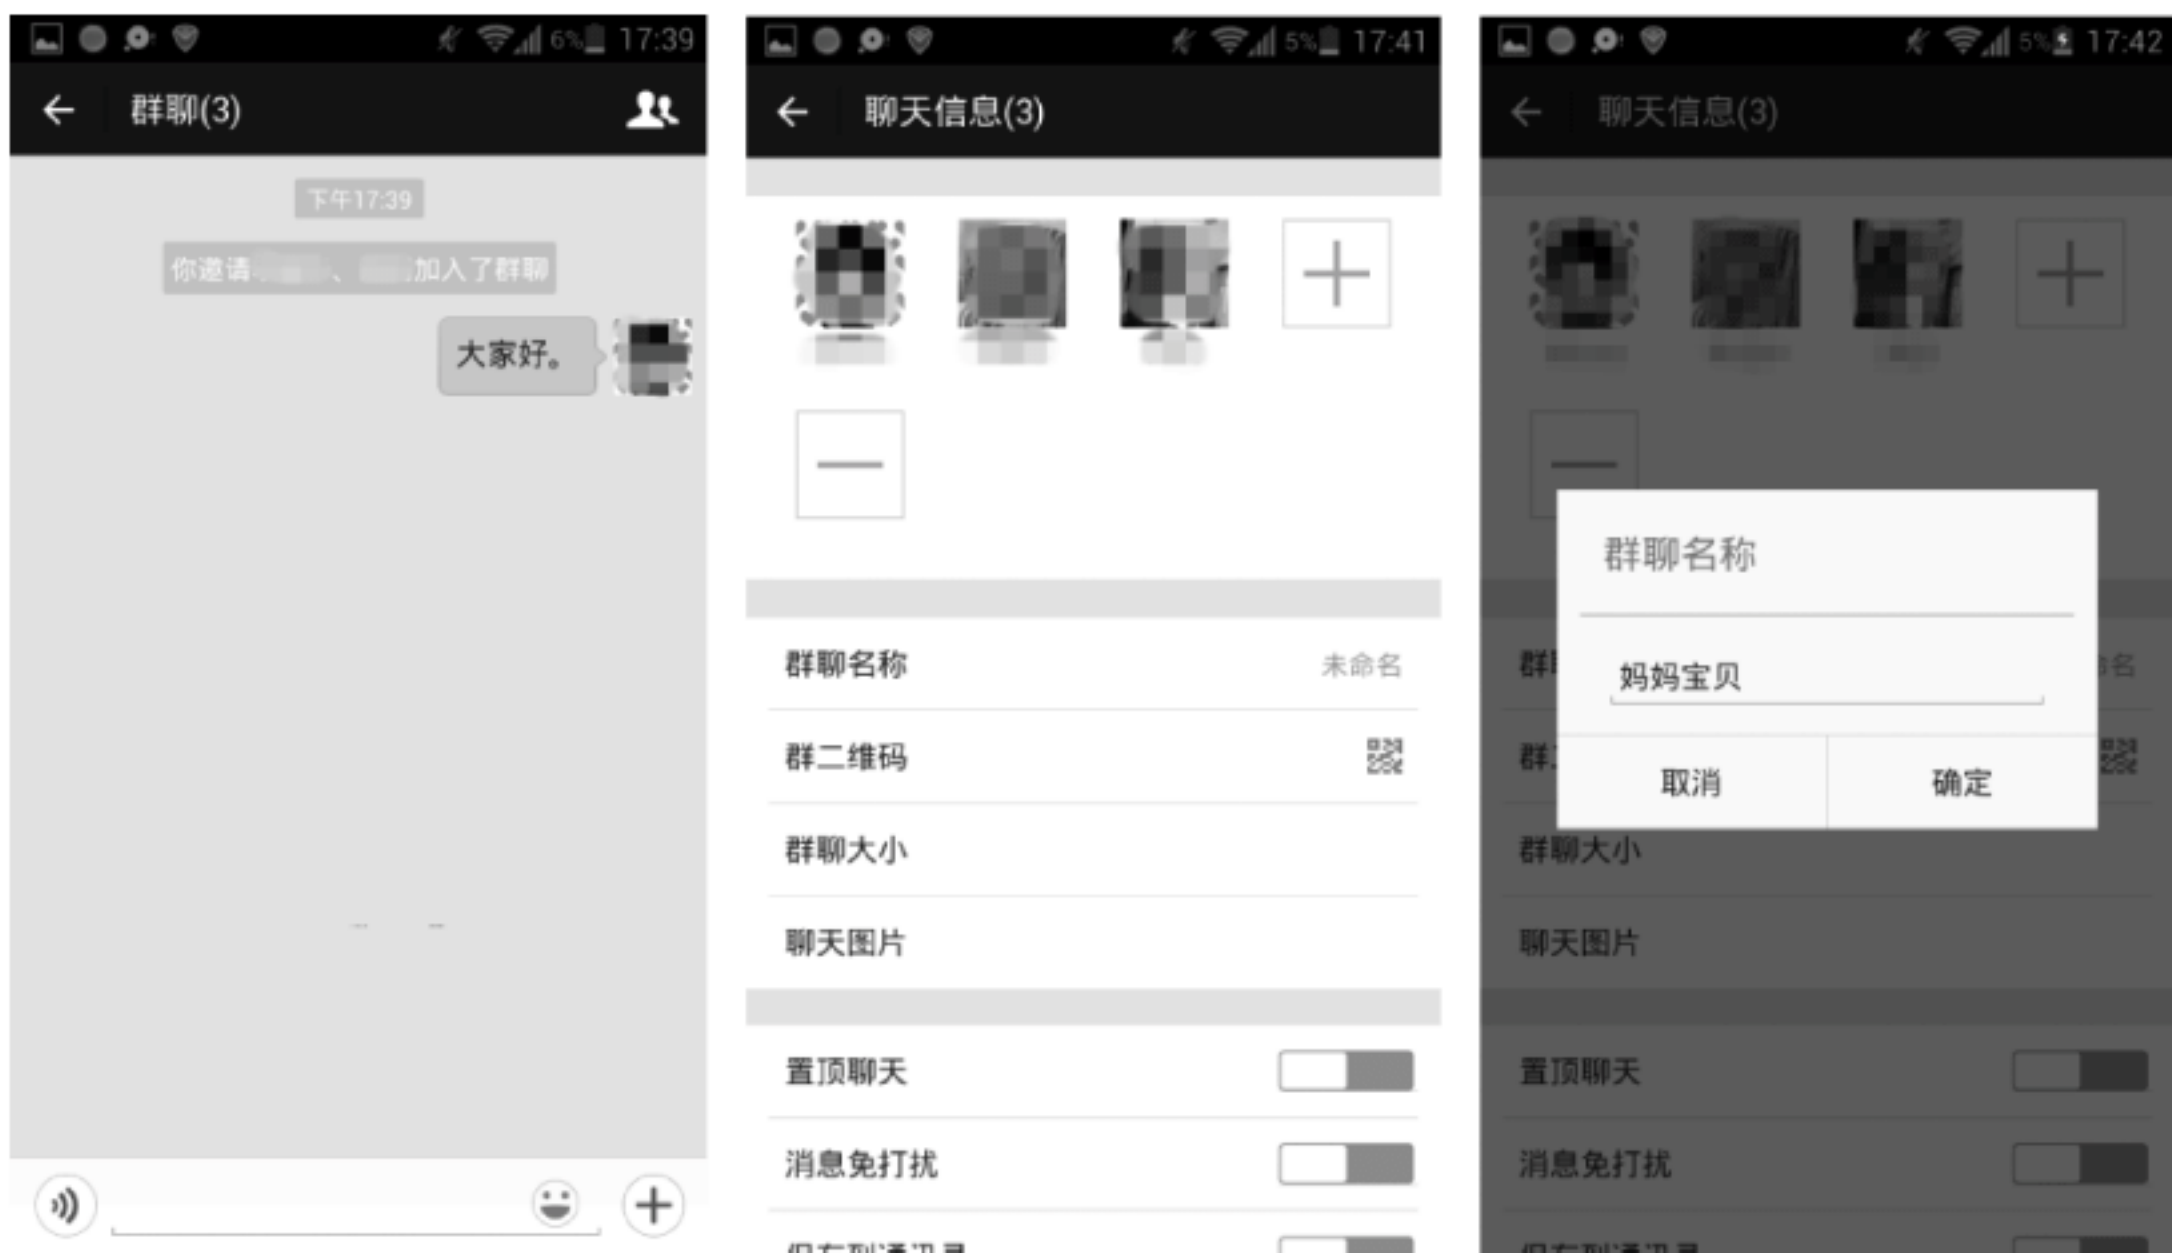 6% 17:39
群聊(3)
下午17:39
你邀请 、 加入了群聊
大家好。
5% 17:41
聊天信息(3)
群聊名称 未命名
群二维码
群聊大小
聊天图片
置顶聊天
消息免打扰
5% 17:42
聊天信息(3)
群聊名称
妈妈宝贝
取消 确定
群聊大小
聊天图片
置顶聊天
消息免打扰